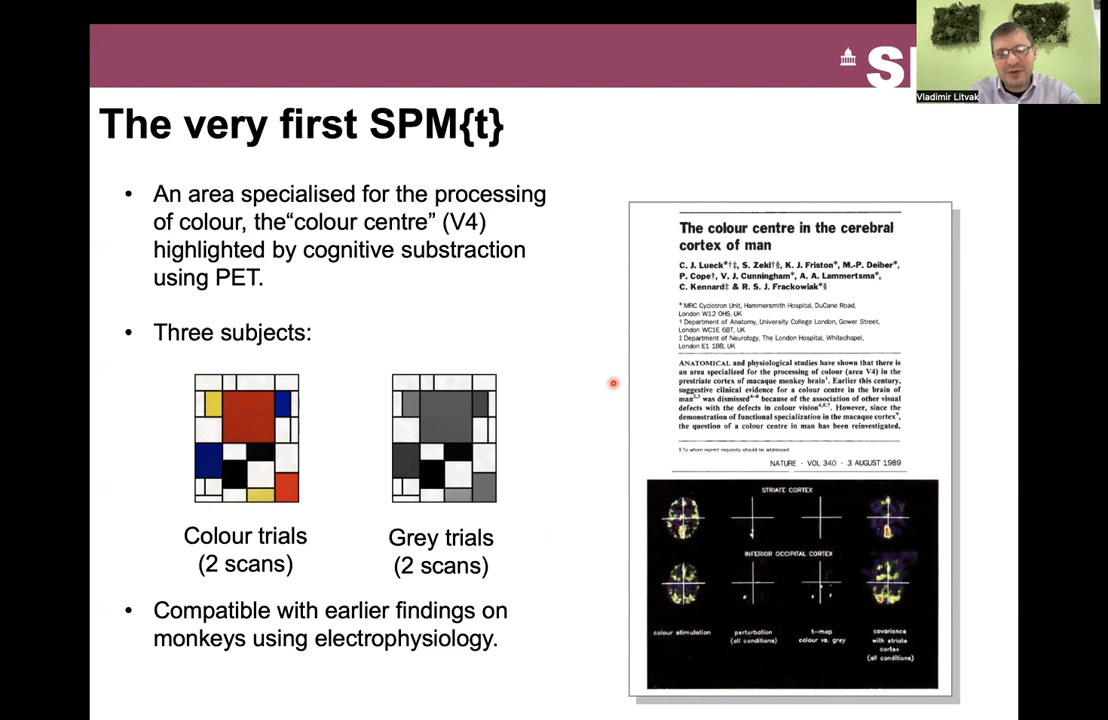 S
Vladimir Litvak
The very first SPM{t}
• An area specialised for the processing
of colour, the“colour centre” (V4)
highlighted by cognitive substraction
using PET.
• Three subjects:
Colour trials
(2 scans)
Grey trials
(2 scans)
• Compatible with earlier findings on
monkeys using electrophysiology.
The colour centre in the cerebral
cortex of man
C. J. Lueck*†‡, S. Zeki†§, K. J. Friston*, M.-P. Deiber*,
P. Cope†, V. J. Cunningham*, A. A. Lammertsma*,
C. Kennard‡ & R. S. J. Frackowiak*§
* MRC Cyclotron Unit, Hammersmith Hospital, DuCane Road,
London W12 OHS, UK
† Department of Anatomy, University College London, Gower Street,
London WC1E 6BT, UK
‡ Department of Neurology, The London Hospital, Whitechapel,
London E1 1BB, UK
ANATOMICAL and physiological studies have shown that there is
an area specialized for the processing of colour (area V4) in the
prestriate cortex of macaque monkey brain¹. Earlier this century,
suggestive clinical evidence for a colour centre in the brain of
man²,³ was dismissed⁴⁻⁶ because of the association of other visual
defects with the defects in colour vision⁴,⁵,⁷. However, since the
demonstration of functional specialization in the macaque cortex⁸,
the question of a colour centre in man has been reinvestigated,
§ To whom reprint requests should be addressed.
NATURE · VOL 340 · 3 AUGUST 1989
STRIATE CORTEX
INFERIOR OCCIPITAL CORTEX
colour stimulation
perturbation
(all conditions)
t-map
colour vs. grey
covariance
with striate
cortex
(all conditions)